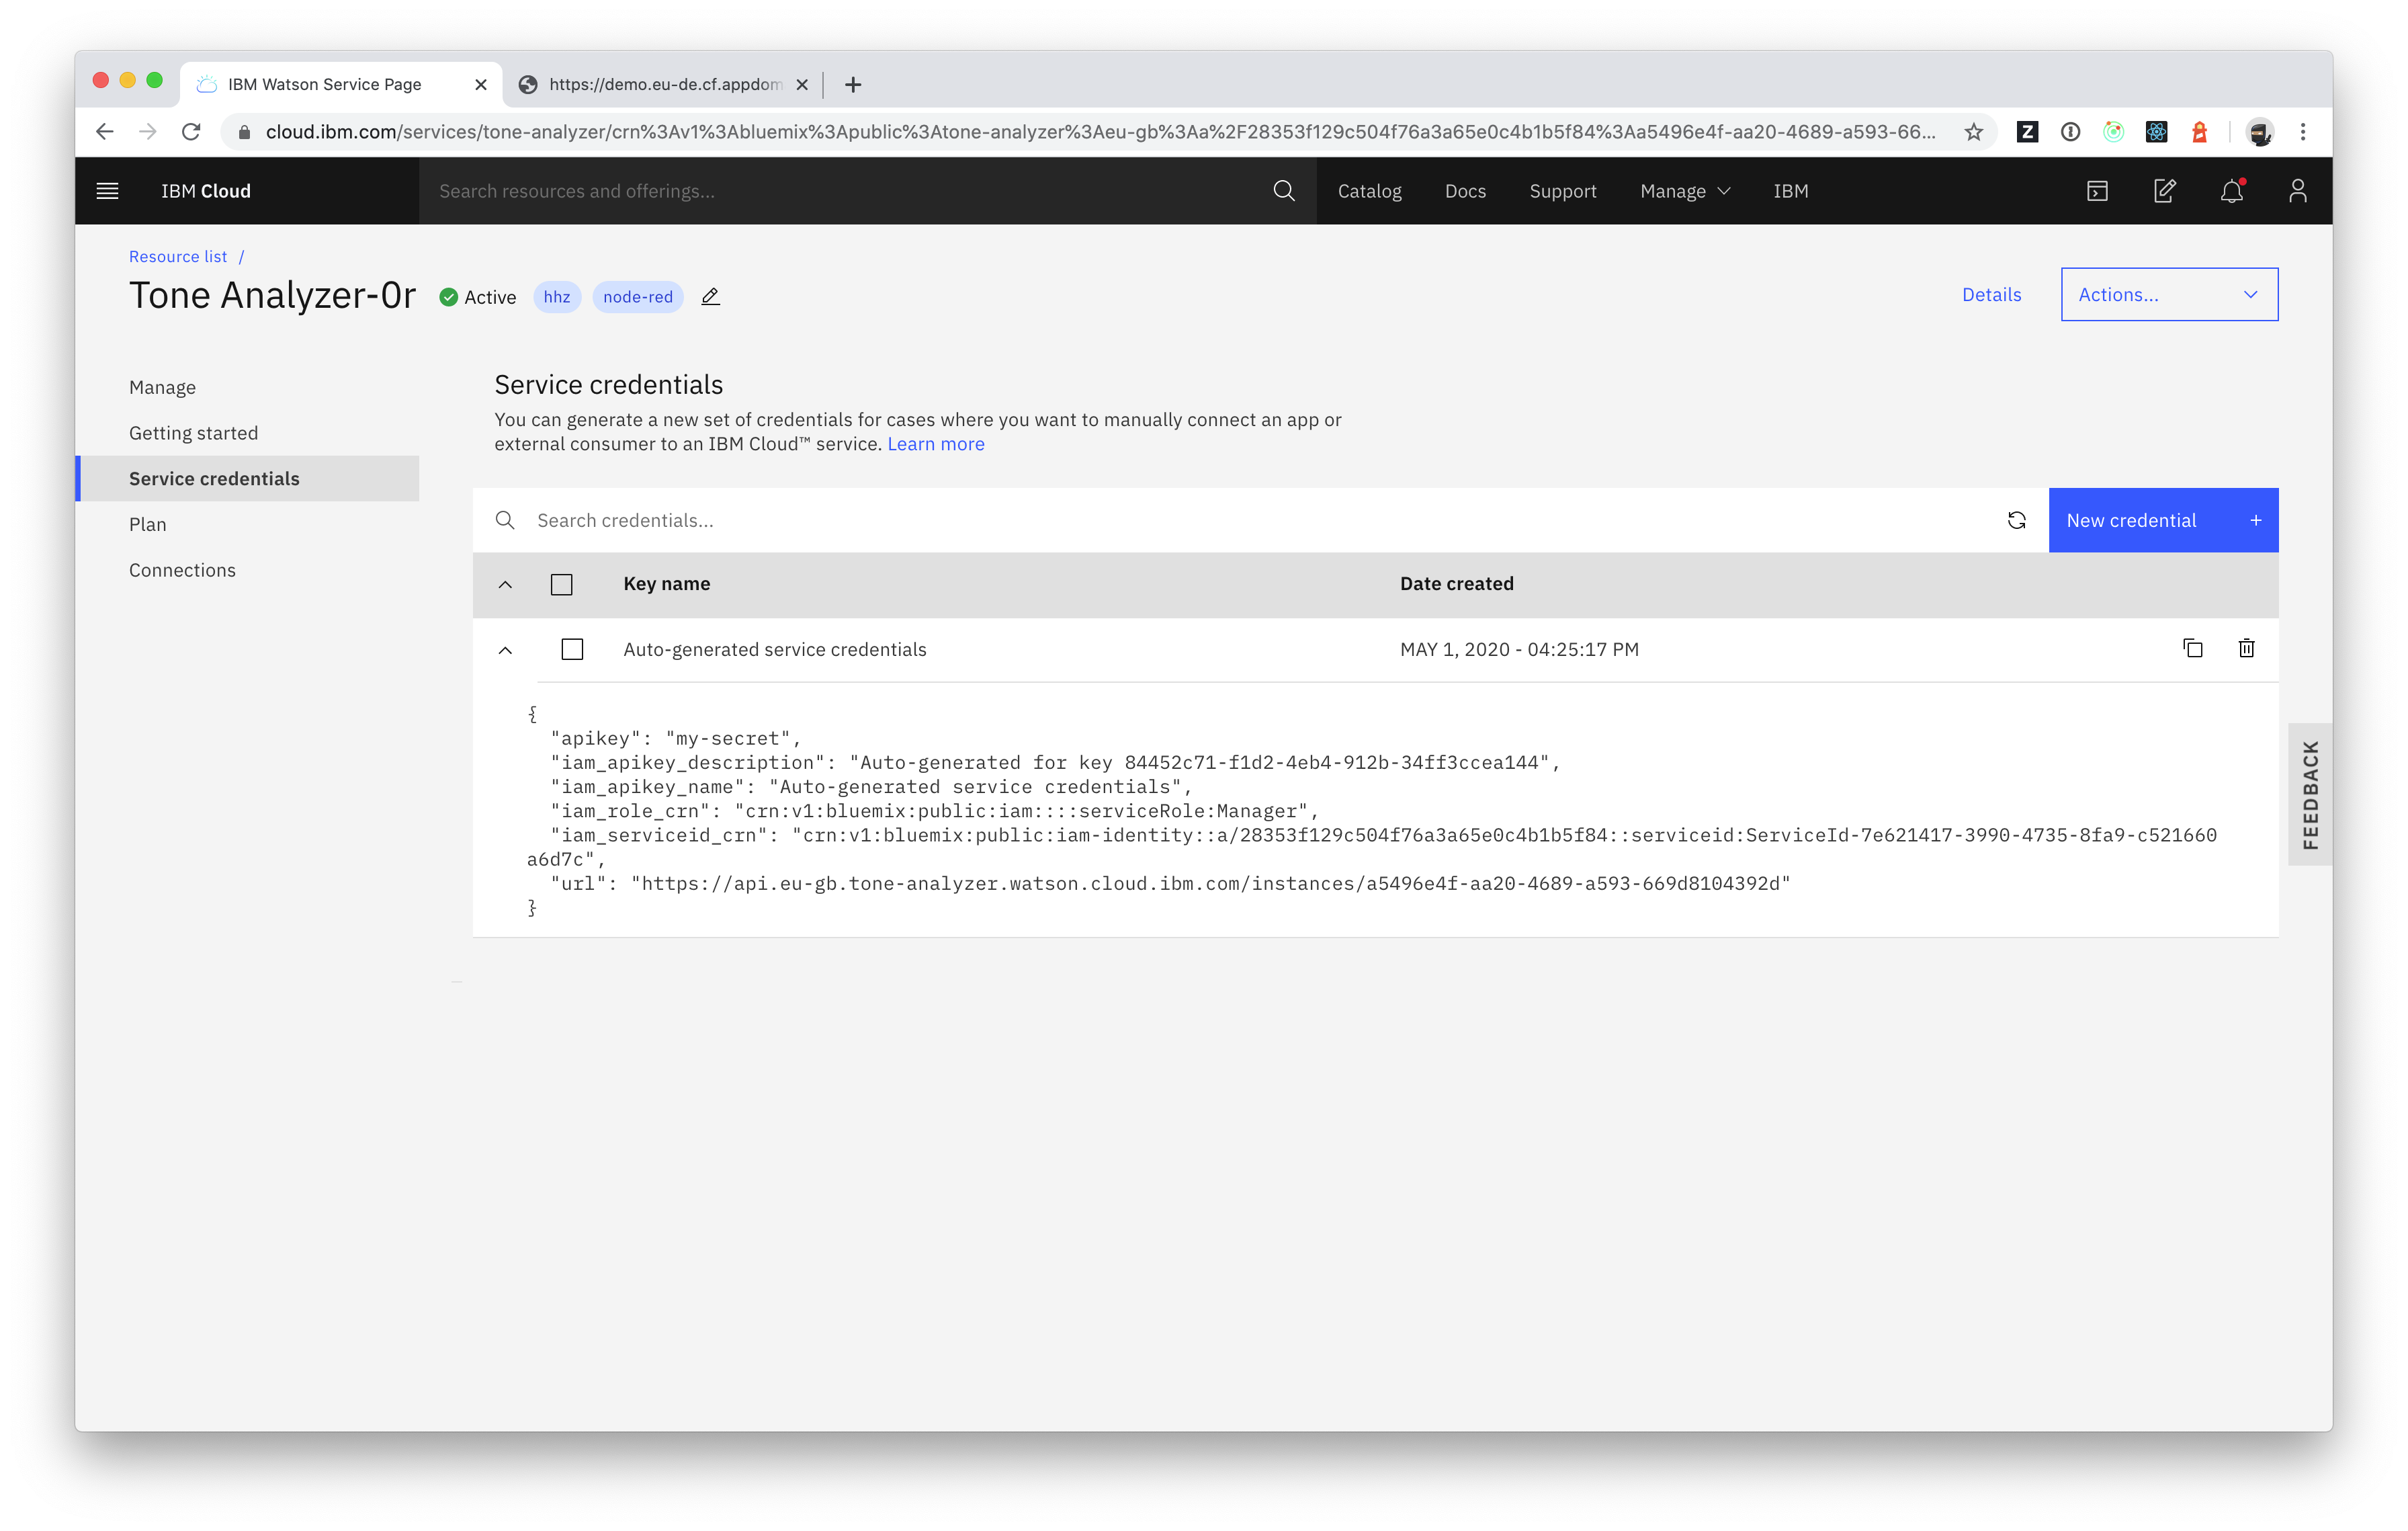 IBM Watson Service Page
https://demo.eu-de.cf.appdom
cloud.ibm.com/services/tone-analyzer/crn%3Av1%3Abluemix%3Apublic%3Atone-analyzer%3Aeu-gb%3Aa%2F28353f129c504f76a3a65e0c4b1b5f84%3Aa5496e4f-aa20-4689-a593-66...
IBM Cloud
Search resources and offerings...
Catalog
Docs
Support
Manage
IBM
Resource list /
Tone Analyzer-0r
Active
hhz
node-red
Details
Actions...
Manage
Getting started
Service credentials
Plan
Connections
Service credentials
You can generate a new set of credentials for cases where you want to manually connect an app or
external consumer to an IBM Cloud™ service. Learn more
Search credentials...
New credential +
Key name
Date created
Auto-generated service credentials
MAY 1, 2020 - 04:25:17 PM
{
"apikey": "my-secret",
"iam_apikey_description": "Auto-generated for key 84452c71-f1d2-4eb4-912b-34ff3ccea144",
"iam_apikey_name": "Auto-generated service credentials",
"iam_role_crn": "crn:v1:bluemix:public:iam::::serviceRole:Manager",
"iam_serviceid_crn": "crn:v1:bluemix:public:iam-identity::a/28353f129c504f76a3a65e0c4b1b5f84::serviceid:ServiceId-7e621417-3990-4735-8fa9-c521660
a6d7c",
"url": "https://api.eu-gb.tone-analyzer.watson.cloud.ibm.com/instances/a5496e4f-aa20-4689-a593-669d8104392d"
}
FEEDBACK